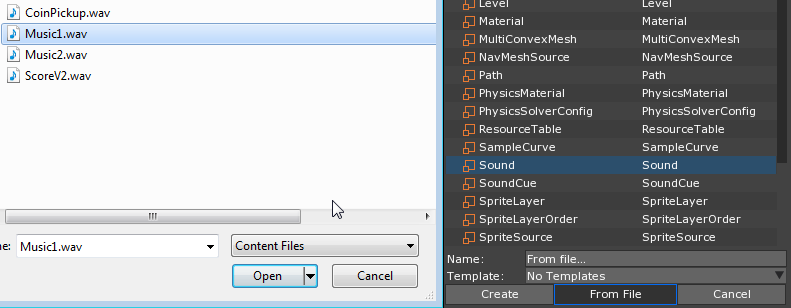 CoinPickup.wav
Music1.wav
Music2.wav
ScoreV2.wav
ne: Music1.wav Content Files
Open Cancel
Level Level
Material Material
MultiConvexMesh MultiConvexMesh
NavMeshSource NavMeshSource
Path Path
PhysicsMaterial PhysicsMaterial
PhysicsSolverConfig PhysicsSolverConfig
ResourceTable ResourceTable
SampleCurve SampleCurve
Sound Sound
SoundCue SoundCue
SpriteLayer SpriteLayer
SpriteLayerOrder SpriteLayerOrder
SpriteSource SpriteSource
Name: From file...
Template: No Templates
Create From File Cancel